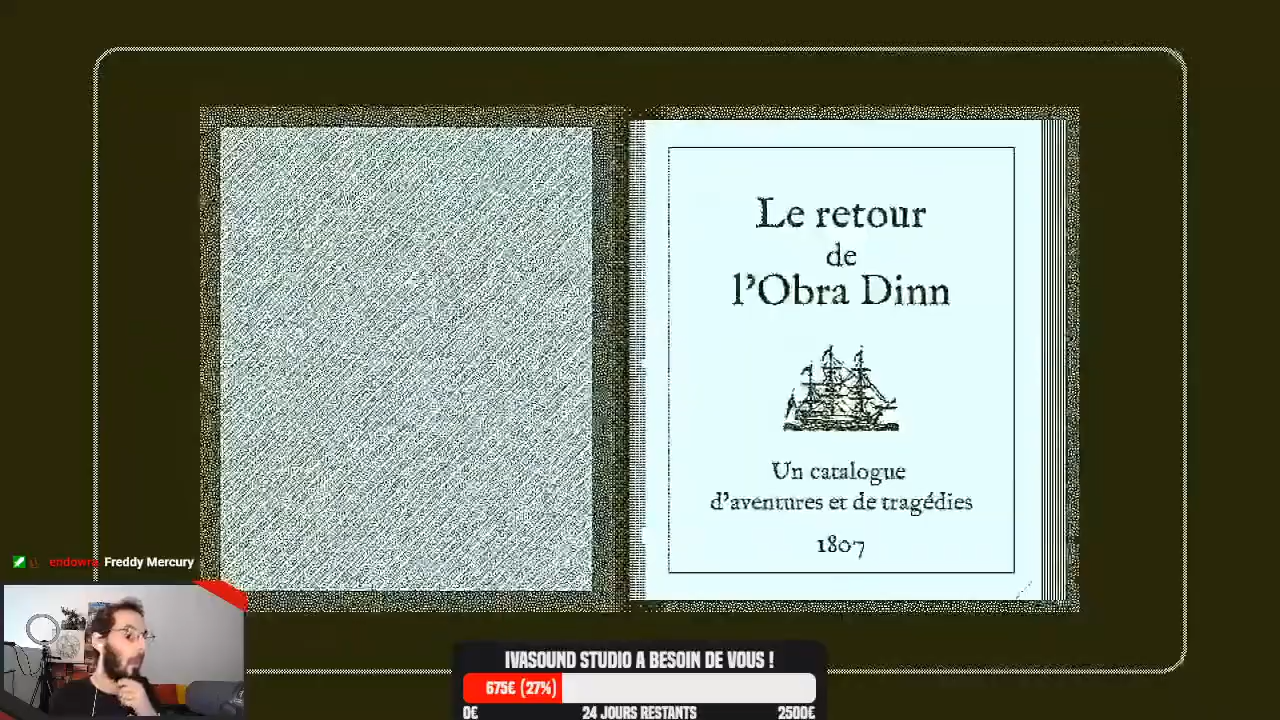 Le retour
de
l'Obra Dinn
Un catalogue
d'aventures et de tragédies
1807
endowra Freddy Mercury
IVASOUND STUDIO A BESOIN DE VOUS !
675€ (27%)
0€ 24 JOURS RESTANTS 2500€